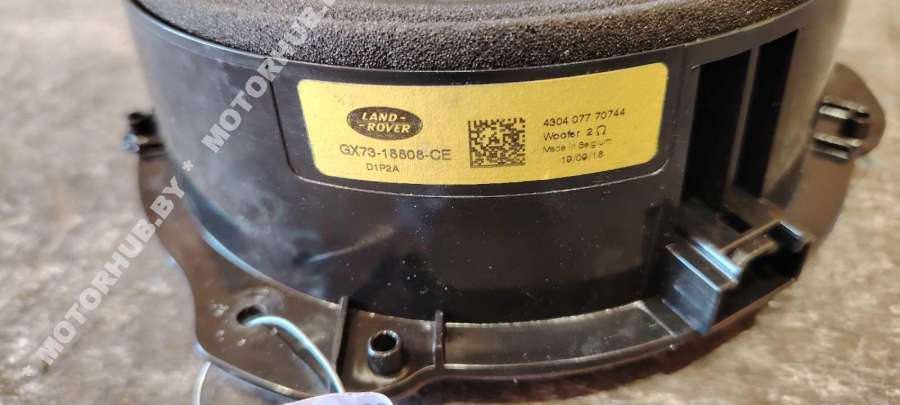 LAND-
-ROVER
GX73-18808-CE
D1P2A
4304 077 70744
Woofer 2 Ω
Made in Belgium
19/09/18
* MOTORHUB.BY * MOTORHUB